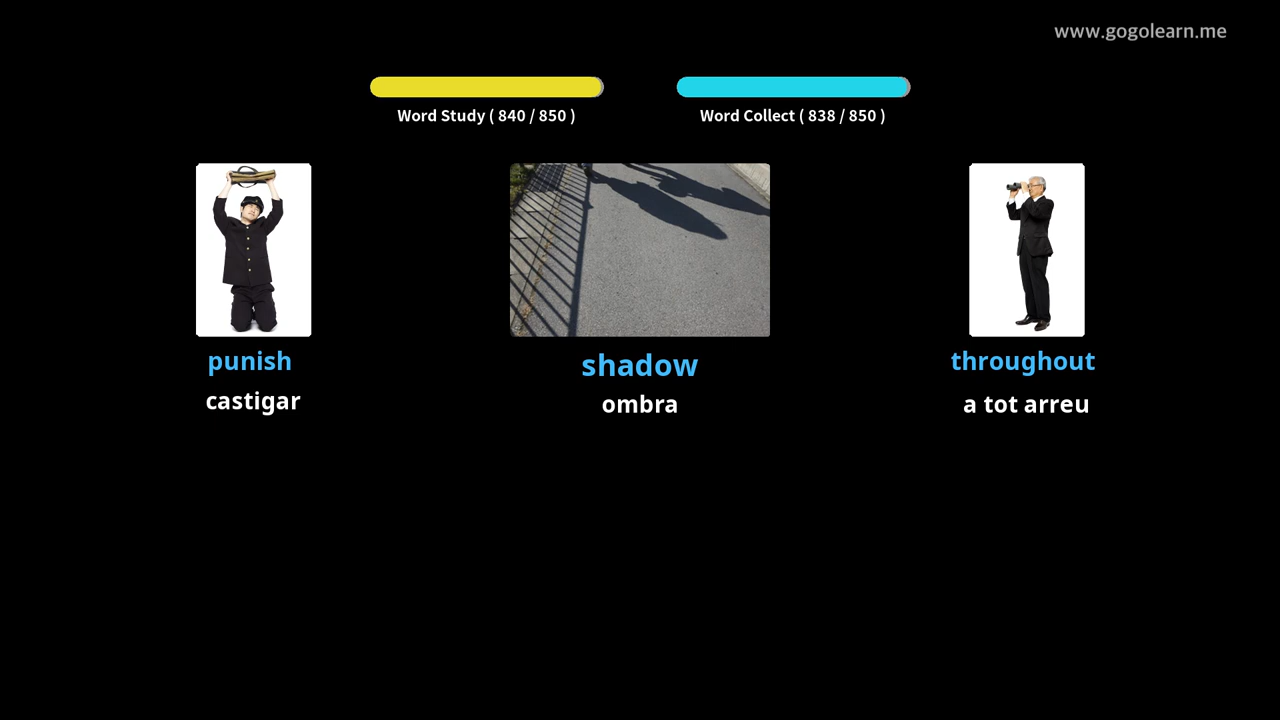 www.gogolearn.me
Word Study ( 840 / 850 )
Word Collect ( 838 / 850 )
punish
castigar
shadow
ombra
throughout
a tot arreu